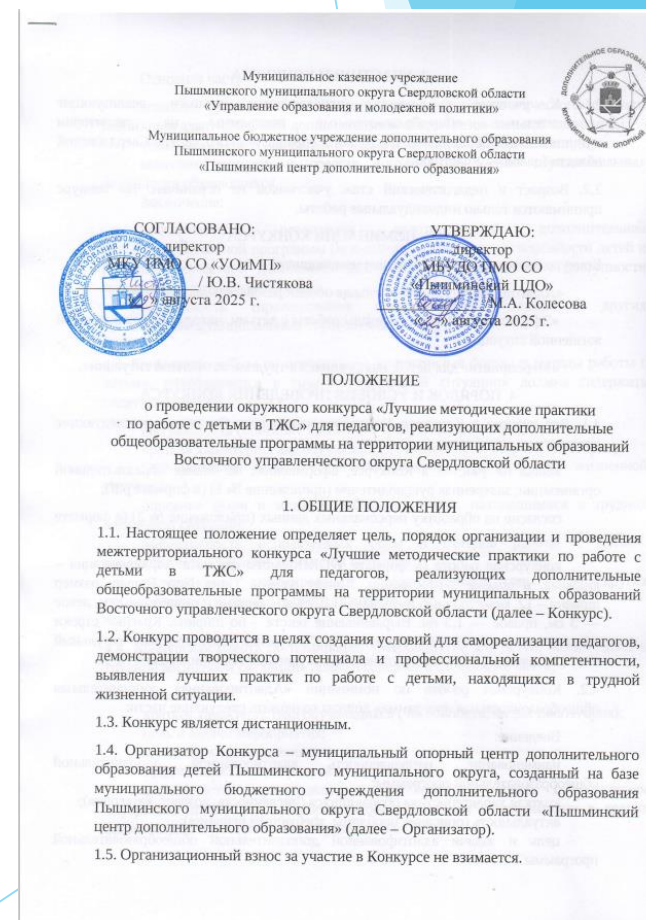 Муниципальное казенное учреждение
Пышминского муниципального округа Свердловской области
«Управление образования и молодежной политики»
Муниципальное бюджетное учреждение дополнительного образования
Пышминского муниципального округа Свердловской области
«Пышминский центр дополнительного образования»
СОГЛАСОВАНО:
директор
МКУ ПМО СО «УОиМП»
/ Ю.В. Чистякова
августа 2025 г.
УТВЕРЖДАЮ:
директор
МБУ ДО ПМО СО
«Пышминский ЦДО»
/М.А. Колесова
августа 2025 г.
ПОЛОЖЕНИЕ
о проведении окружного конкурса «Лучшие методические практики
по работе с детьми в ТЖС» для педагогов, реализующих дополнительные
общеобразовательные программы на территории муниципальных образований
Восточного управленческого округа Свердловской области
1. ОБЩИЕ ПОЛОЖЕНИЯ
1.1. Настоящее положение определяет цель, порядок организации и проведения
межтерриториального конкурса «Лучшие методические практики по работе с
детьми в ТЖС» для педагогов, реализующих дополнительные
общеобразовательные программы на территории муниципальных образований
Восточного управленческого округа Свердловской области (далее – Конкурс).
1.2. Конкурс проводится в целях создания условий для самореализации педагогов,
демонстрации творческого потенциала и профессиональной компетентности,
выявления лучших практик по работе с детьми, находящихся в трудной
жизненной ситуации.
1.3. Конкурс является дистанционным.
1.4. Организатор Конкурса – муниципальный опорный центр дополнительного
образования детей Пышминского муниципального округа, созданный на базе
муниципального бюджетного учреждения дополнительного образования
Пышминского муниципального округа Свердловской области «Пышминский
центр дополнительного образования» (далее – Организатор).
1.5. Организационный взнос за участие в Конкурсе не взимается.